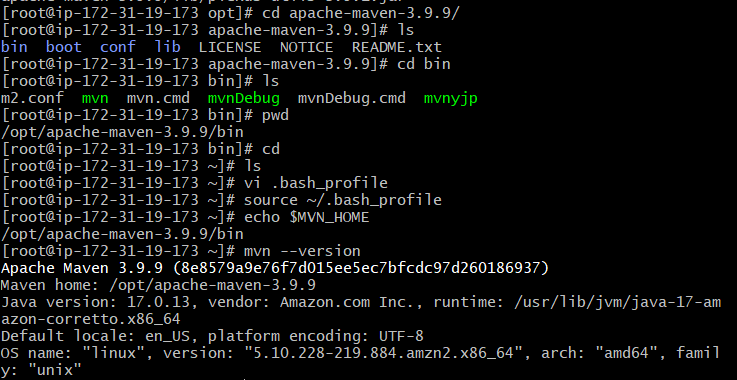 [root@ip-172-31-19-173 opt]# cd apache-maven-3.9.9/
[root@ip-172-31-19-173 apache-maven-3.9.9]# ls
bin boot conf lib LICENSE NOTICE README.txt
[root@ip-172-31-19-173 apache-maven-3.9.9]# cd bin
[root@ip-172-31-19-173 bin]# ls
m2.conf mvn mvn.cmd mvnDebug mvnDebug.cmd mvnyjp
[root@ip-172-31-19-173 bin]# pwd
/opt/apache-maven-3.9.9/bin
[root@ip-172-31-19-173 bin]# cd
[root@ip-172-31-19-173 ~]# ls
[root@ip-172-31-19-173 ~]# vi .bash_profile
[root@ip-172-31-19-173 ~]# source ~/.bash_profile
[root@ip-172-31-19-173 ~]# echo $MVN_HOME
/opt/apache-maven-3.9.9/bin
[root@ip-172-31-19-173 ~]# mvn --version
Apache Maven 3.9.9 (8e8579a9e76f7d015ee5ec7bfcdc97d260186937)
Maven home: /opt/apache-maven-3.9.9
Java version: 17.0.13, vendor: Amazon.com Inc., runtime: /usr/lib/jvm/java-17-am
azon-corretto.x86_64
Default locale: en_US, platform encoding: UTF-8
OS name: "linux", version: "5.10.228-219.884.amzn2.x86_64", arch: "amd64", famil
y: "unix"